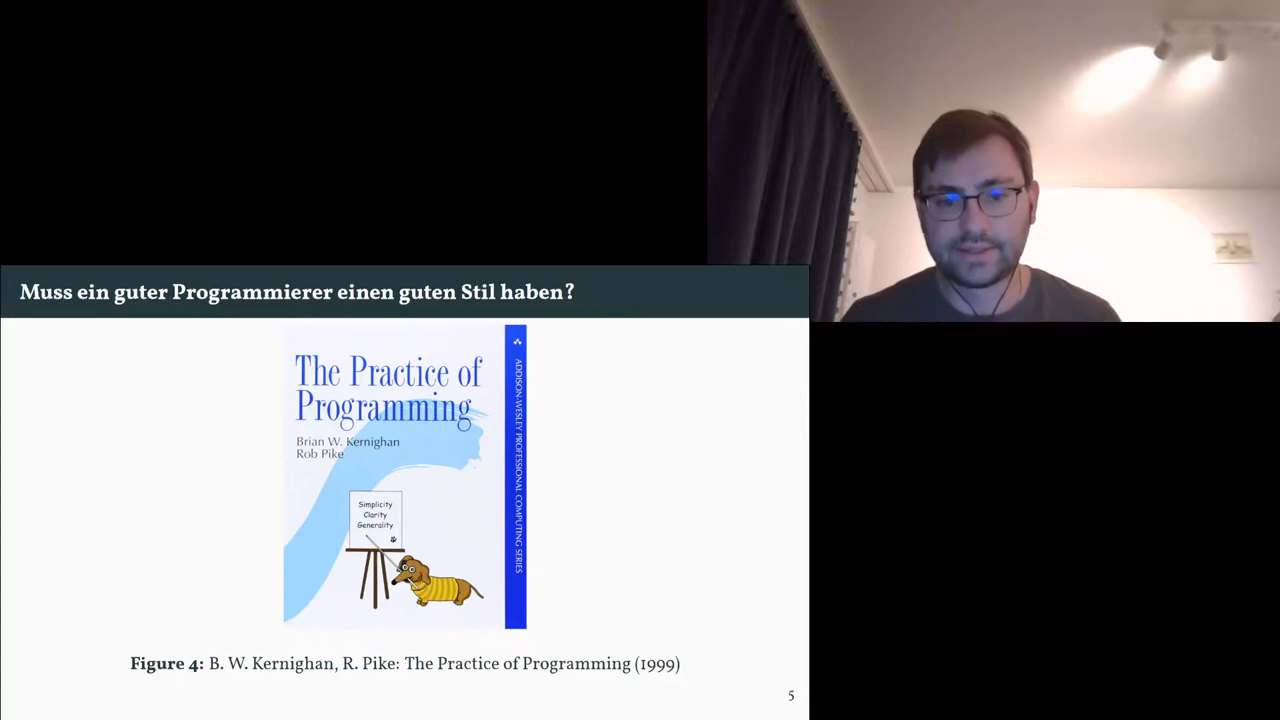 Muss ein guter Programmierer einen guten Stil haben?
The Practice of
Programming
Brian W. Kernighan
Rob Pike
Simplicity
Clarity
Generality
ADDISON-WESLEY PROFESSIONAL COMPUTING SERIES
Figure 4: B. W. Kernighan, R. Pike: The Practice of Programming (1999)
5